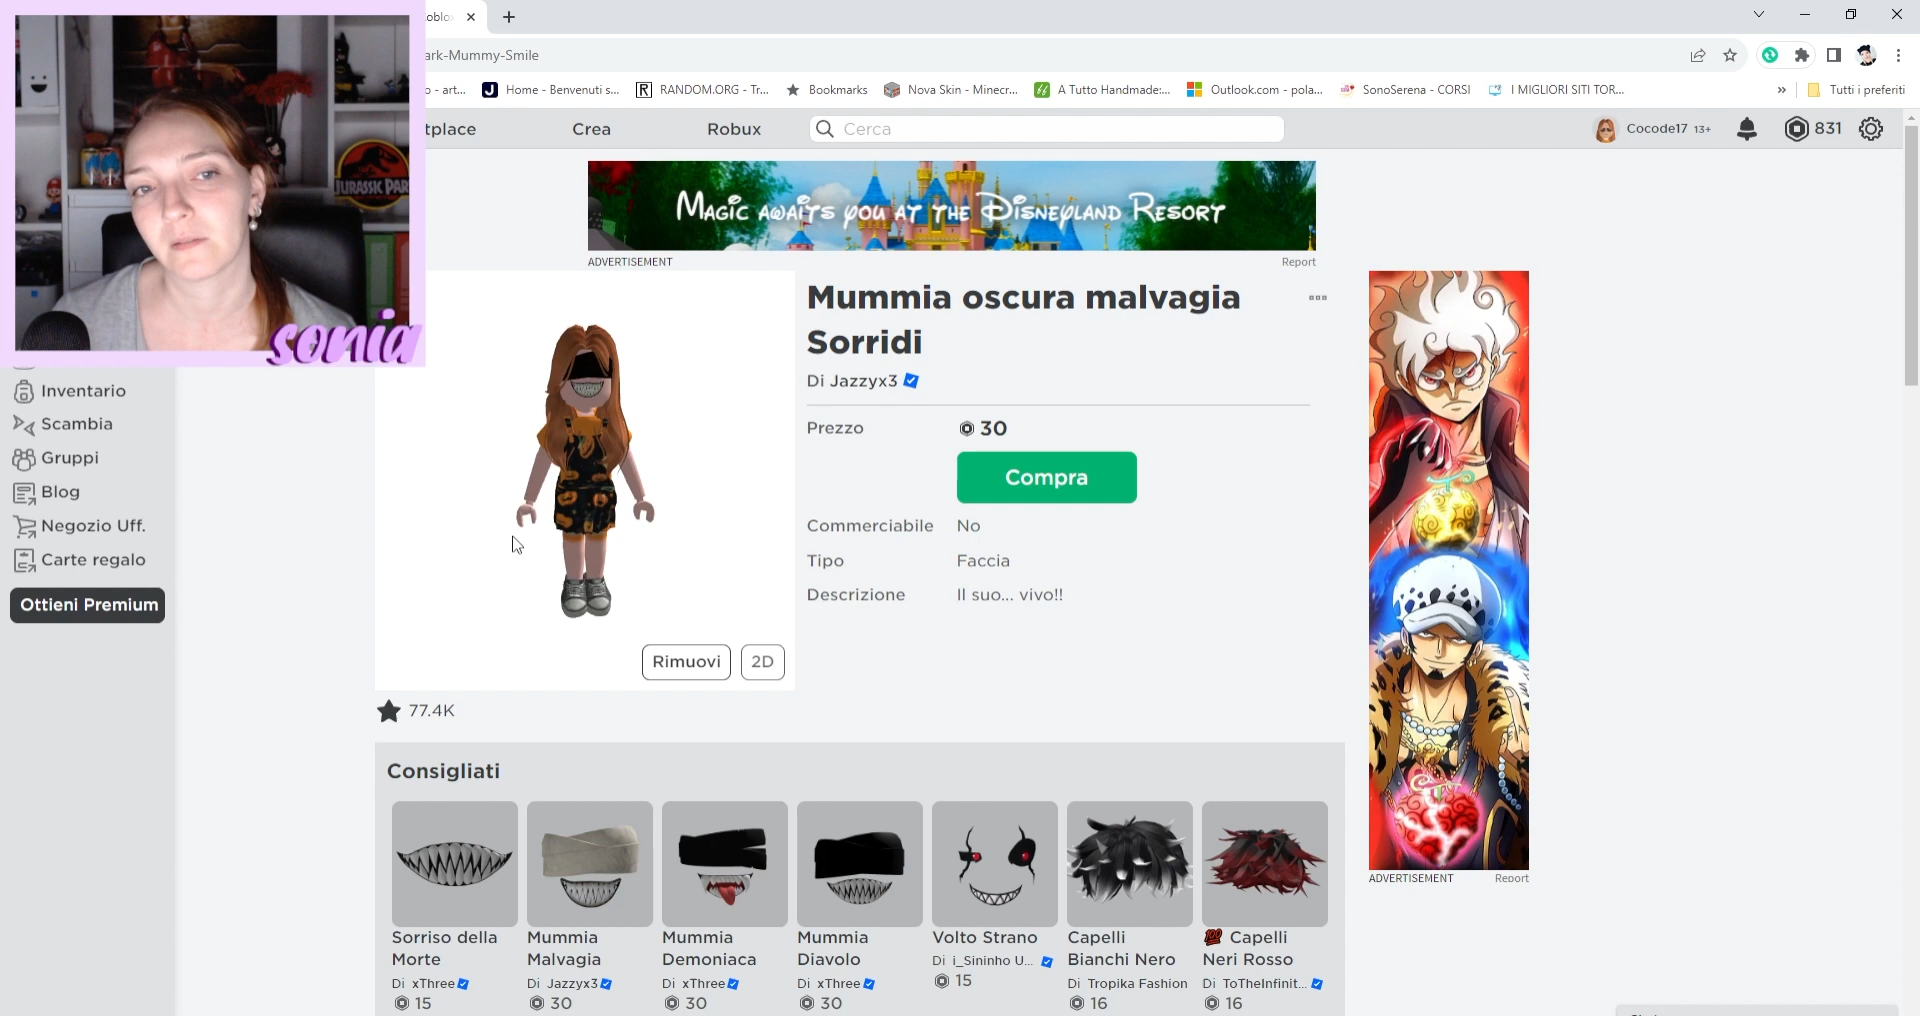 oblo
ark-Mummy-Smile
o - art...
Home - Benvenuti s...
RANDOM.ORG - Tr...
Bookmarks
Nova Skin - Minecr...
A Tutto Handmade:...
Outlook.com - pola...
SonoSerena - CORSI
I MIGLIORI SITI TOR...
»
Tutti i preferiti
tplace
Crea
Robux
Cerca
Cocode17 13+
831
JURASSIC PAR
sonia
MAGIC AWAITS YOU AT THE DISNEYLAND RESORT
ADVERTISEMENT
Report
Inventario
Scambia
Gruppi
Blog
Negozio Uff.
Carte regalo
Ottieni Premium
Mummia oscura malvagia
Sorridi
Di Jazzyx3
Prezzo
30
Compra
Commerciabile No
Tipo Faccia
Descrizione Il suo... vivo!!
Rimuovi
2D
77.4K
ADVERTISEMENT
Report
Consigliati
Sorriso della
Morte
Di xThree
15
Mummia
Malvagia
Di Jazzyx3
30
Mummia
Demoniaca
Di xThree
30
Mummia
Diavolo
Di xThree
30
Volto Strano
Di i_Sininho U...
15
Capelli
Bianchi Nero
Di Tropika Fashion
16
💯 Capelli
Neri Rosso
Di ToTheInfinit...
16